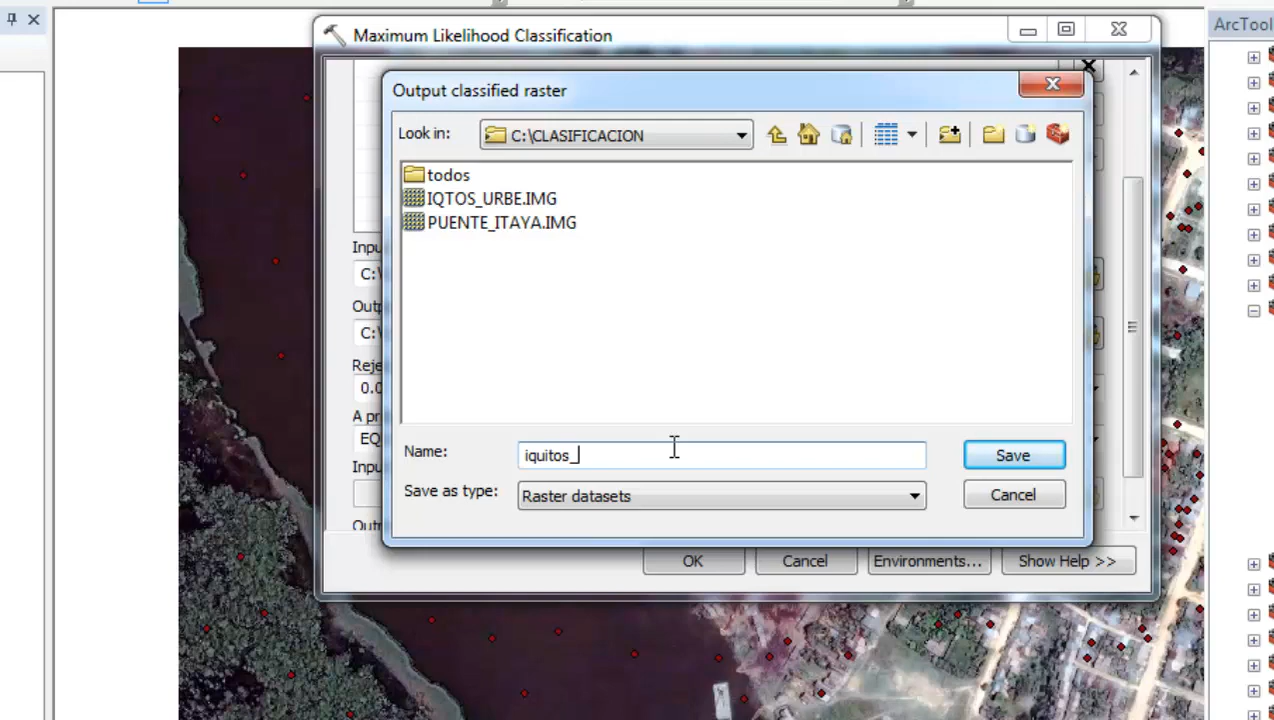 Maximum Likelihood Classification
ArcTool
Output classified raster
Look in: C:\CLASIFICACION
todos
IQTOS_URBE.IMG
PUENTE_ITAYA.IMG
Inpu
C:\
Outp
C:\
Reje
0.0
A pr
EQ
Inpu
Outp
Name: iquitos_ Save
Save as type: Raster datasets Cancel
OK Cancel Environments... Show Help >>